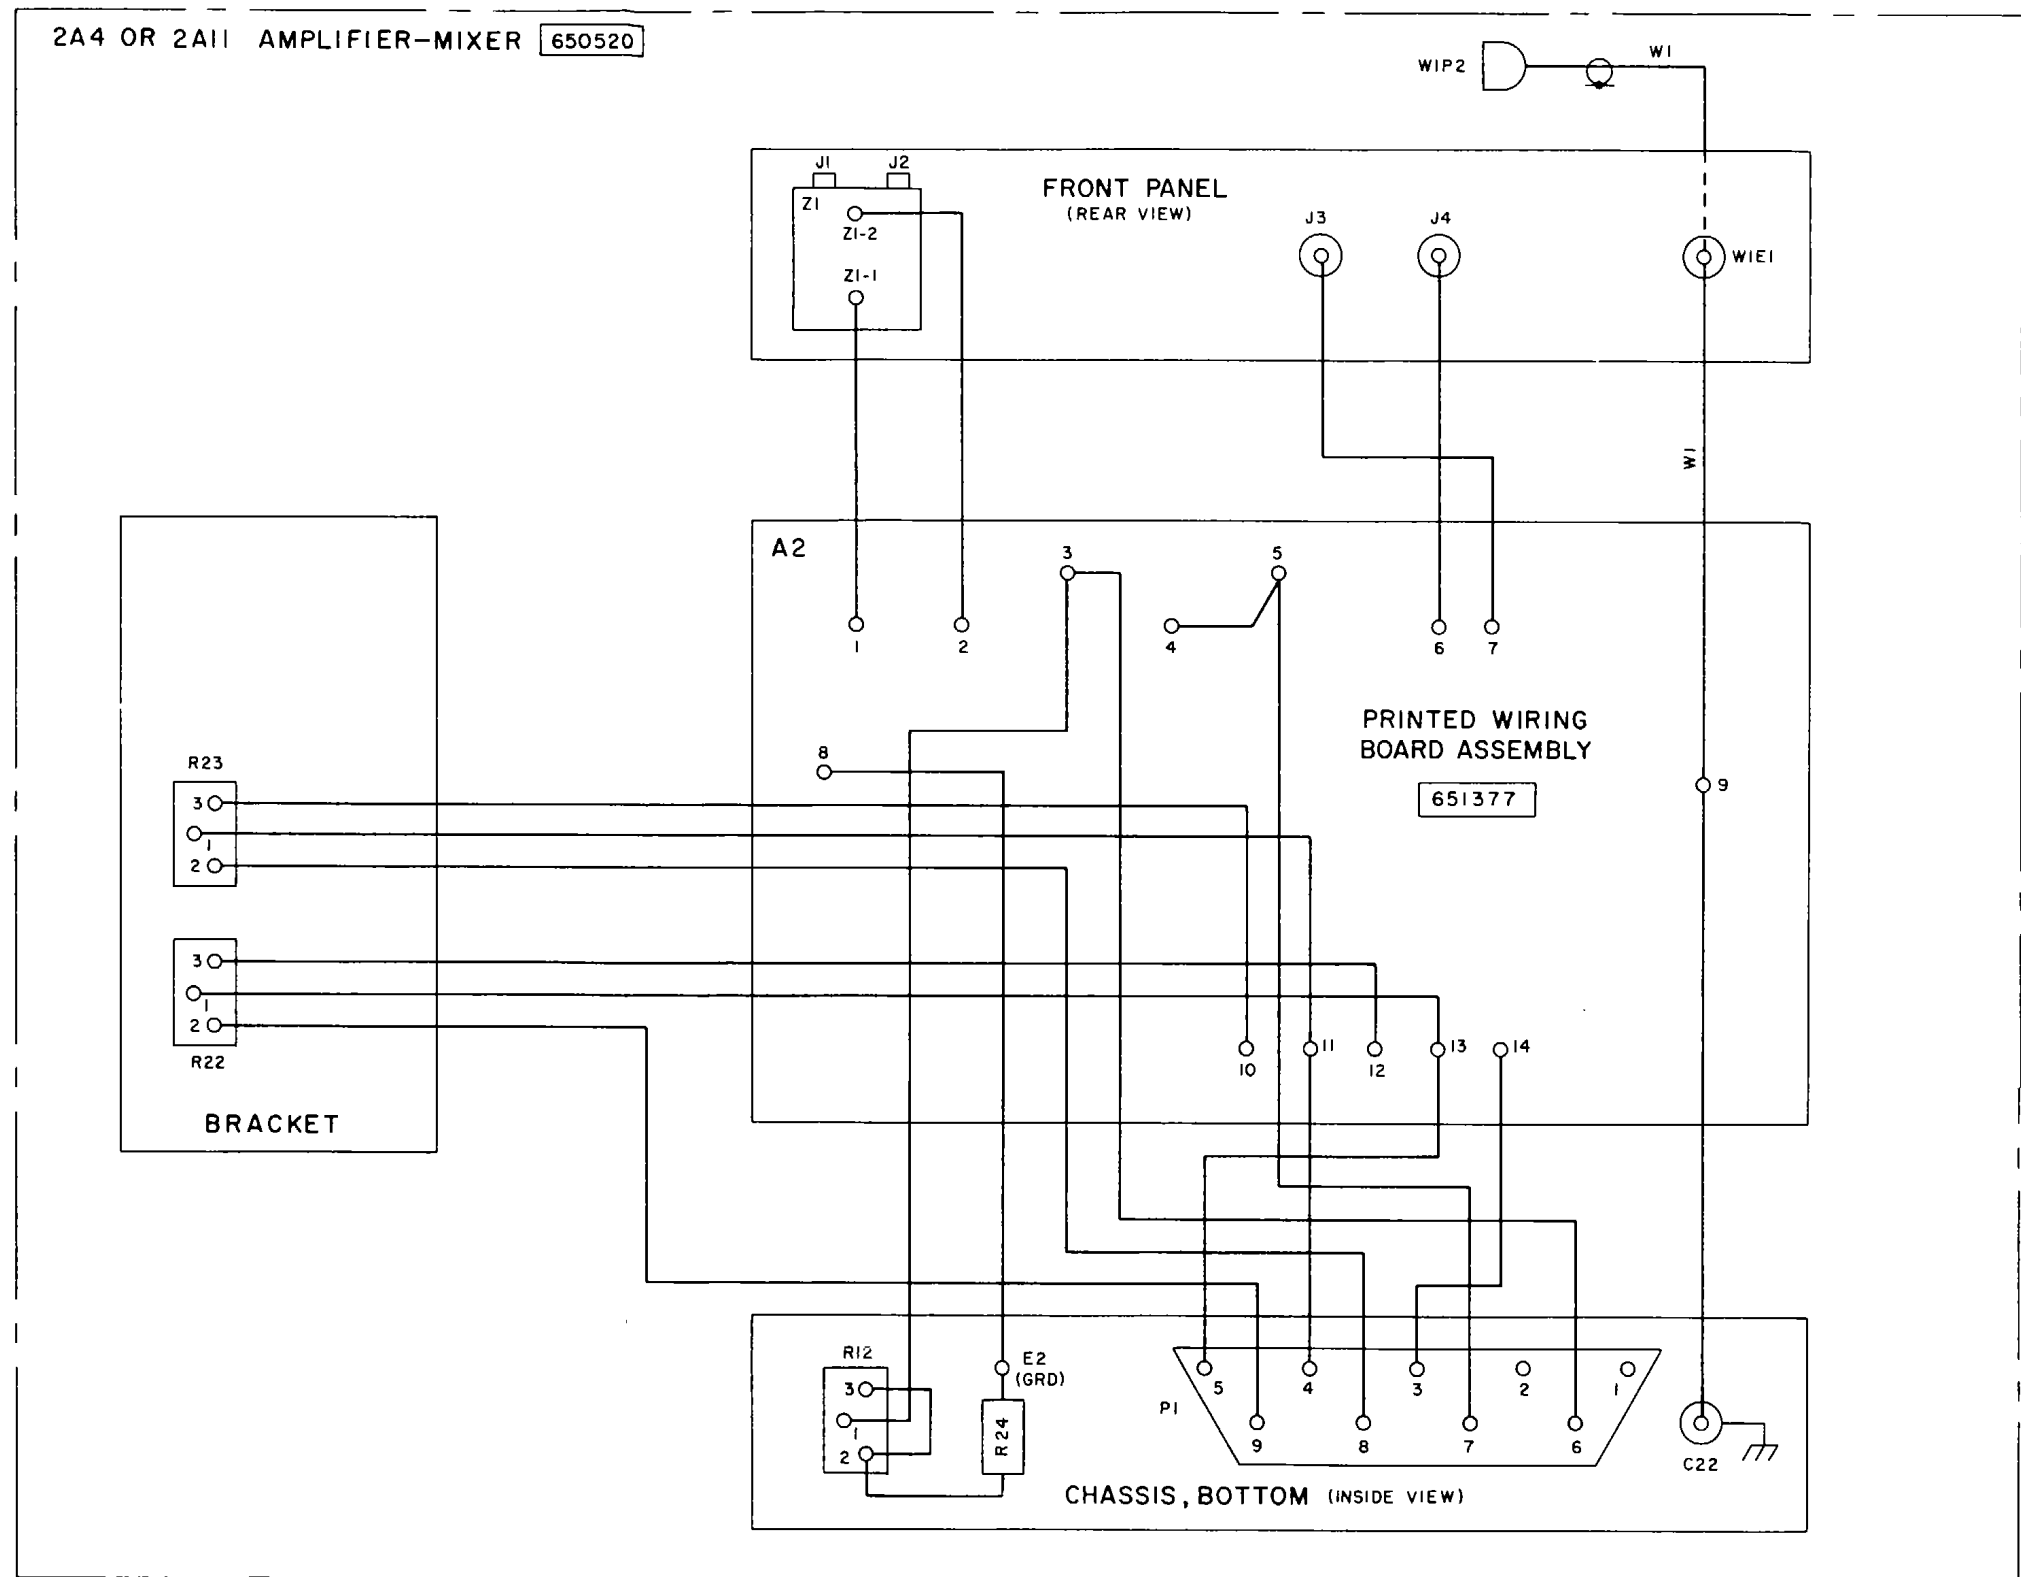 2A4 OR 2A11 AMPLIFIER-MIXER 650520
W1P2
W1
J1 J2
Z1
Z1-2
Z1-1
FRONT PANEL
(REAR VIEW)
J3
J4
W1E1
W1
A2
3
5
1
2
4
6
7
PRINTED WIRING
BOARD ASSEMBLY
651377
8
9
R23
3
1
2
3
1
2
R22
BRACKET
10
11
12
13
14
R12
3
1
2
E2
(GRD)
R24
P1
5
4
3
2
1
9
8
7
6
C22
CHASSIS, BOTTOM (INSIDE VIEW)